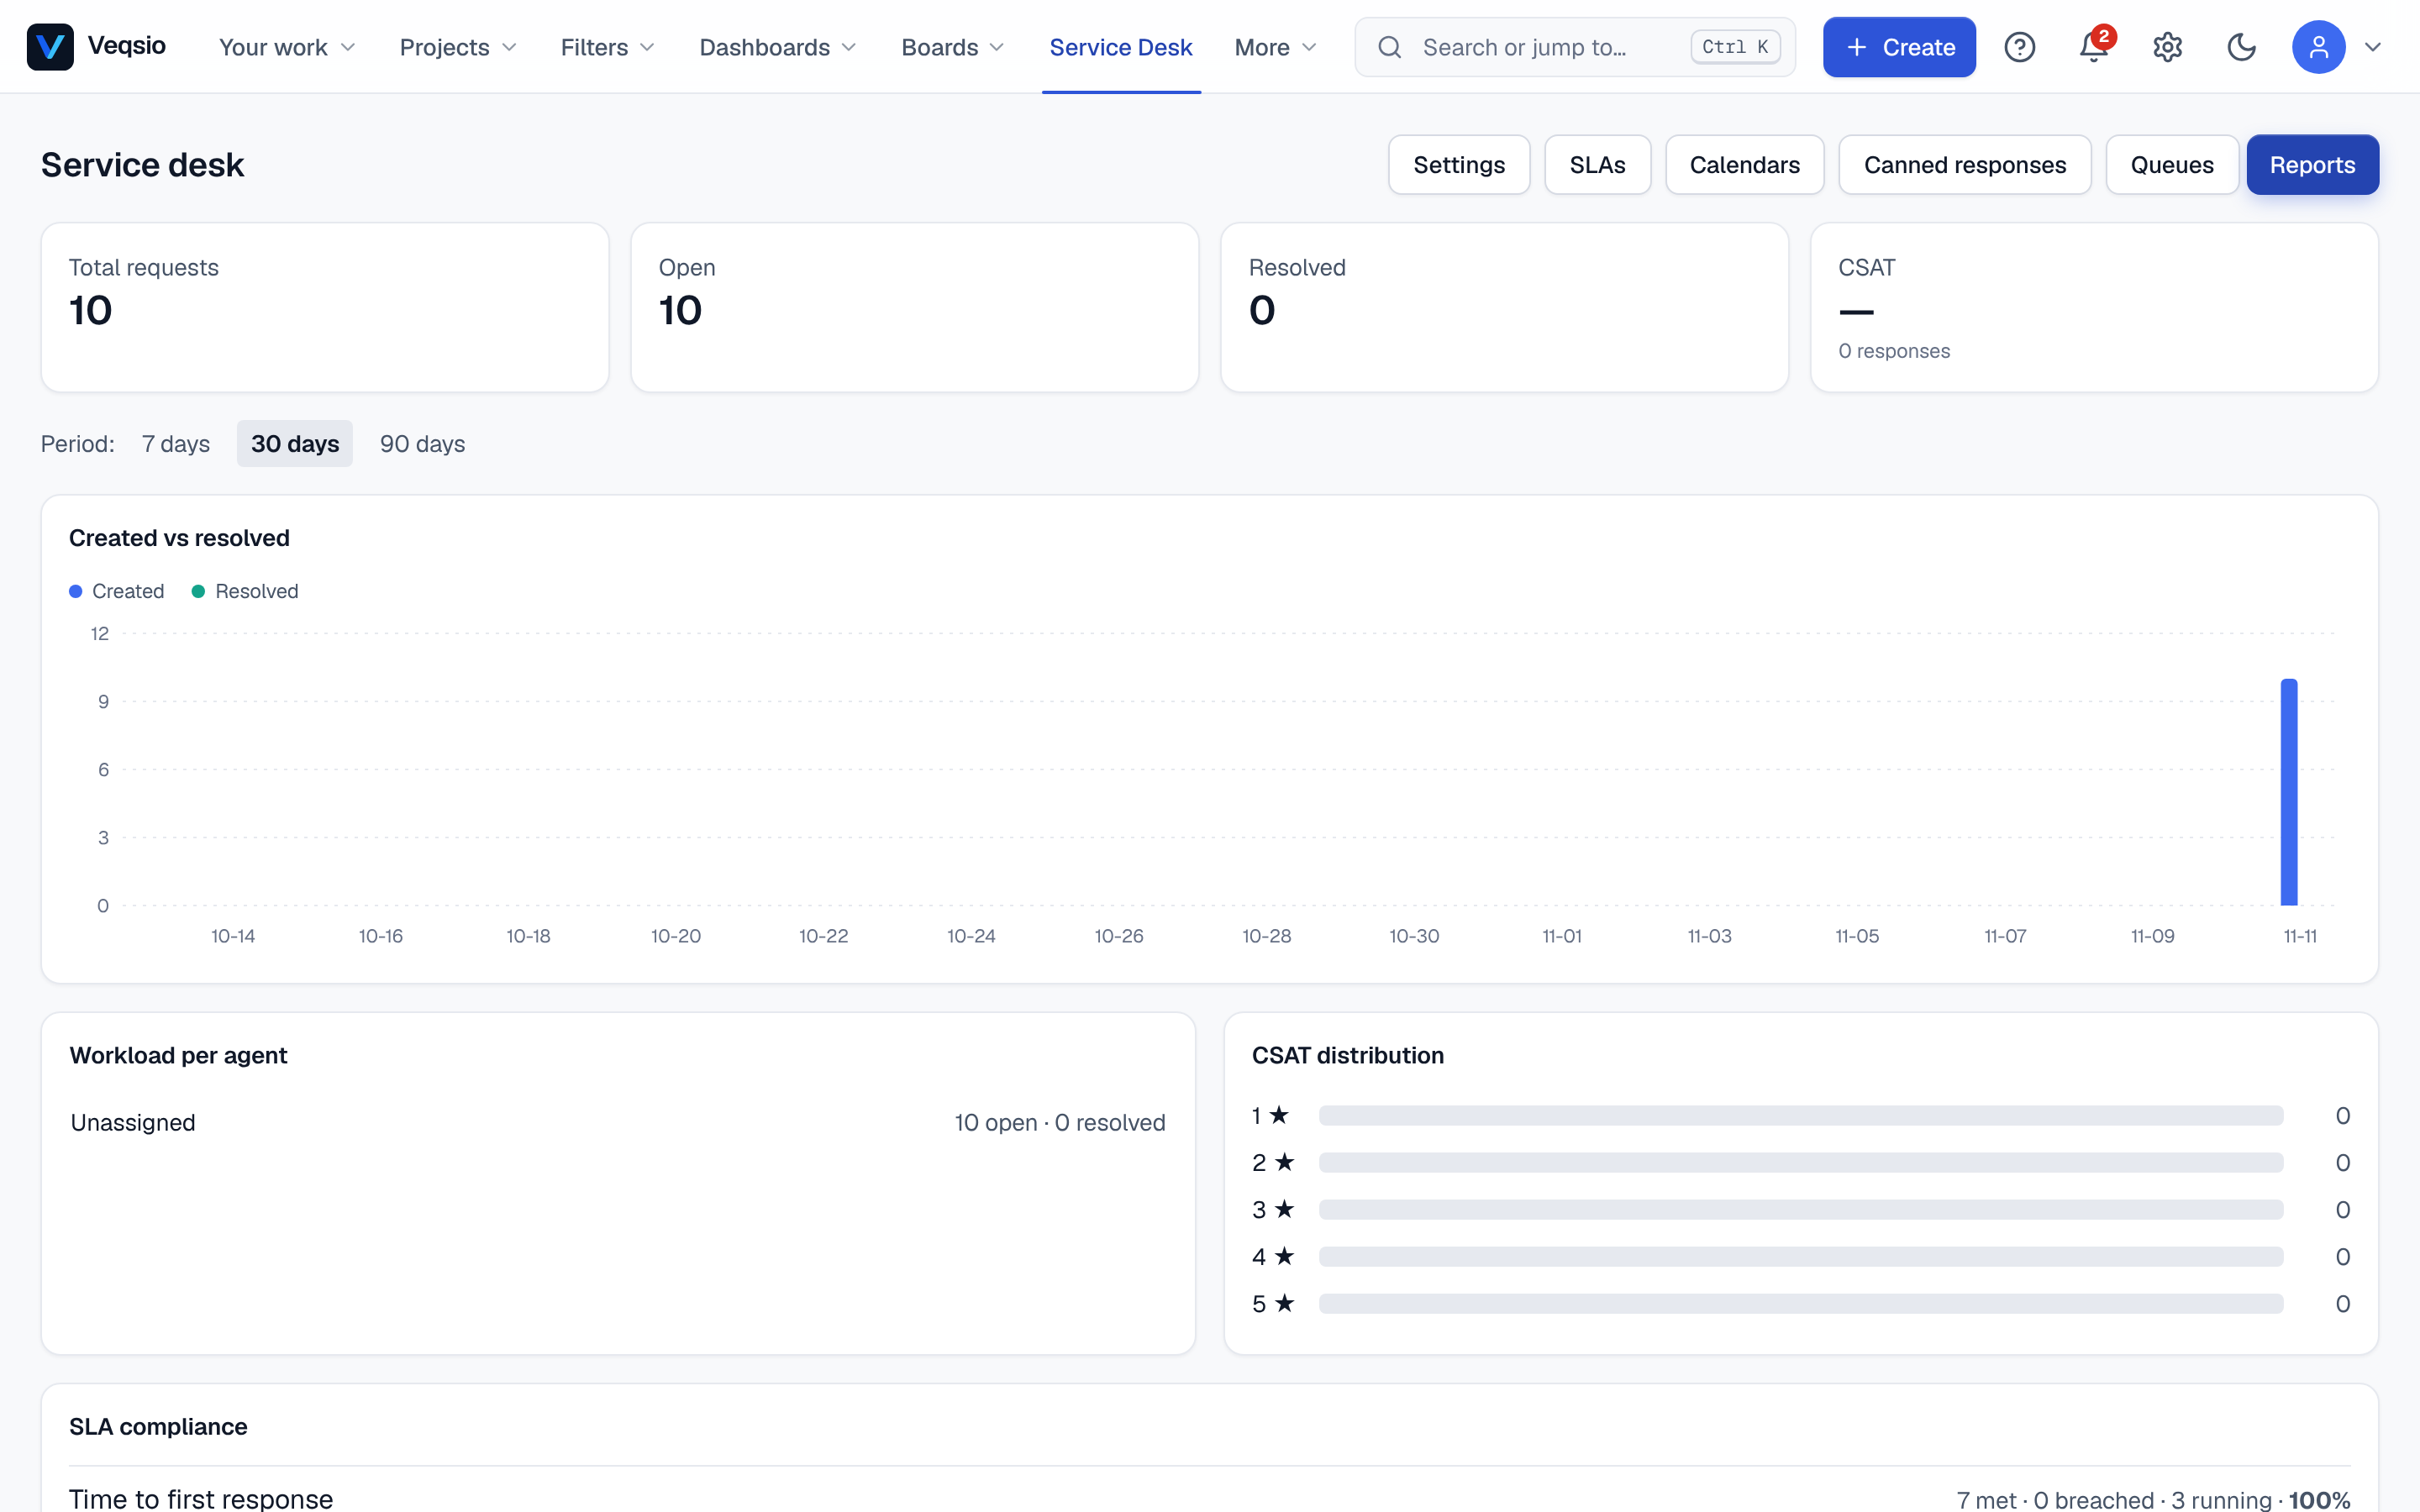 Veqsio
Your work
Projects
Filters
Dashboards
Boards
Service Desk
More
Search or jump to...
Ctrl K
Create
2
Service desk
Settings
SLAs
Calendars
Canned responses
Queues
Reports
Total requests
10
Open
10
Resolved
0
CSAT
—
0 responses
Period:
7 days
30 days
90 days
Created vs resolved
Created
Resolved
12
9
6
3
0
10-14
10-16
10-18
10-20
10-22
10-24
10-26
10-28
10-30
11-01
11-03
11-05
11-07
11-09
11-11
Workload per agent
Unassigned
10 open · 0 resolved
CSAT distribution
1 ★
0
2 ★
0
3 ★
0
4 ★
0
5 ★
0
SLA compliance
Time to first response
7 met · 0 breached · 3 running · 100%